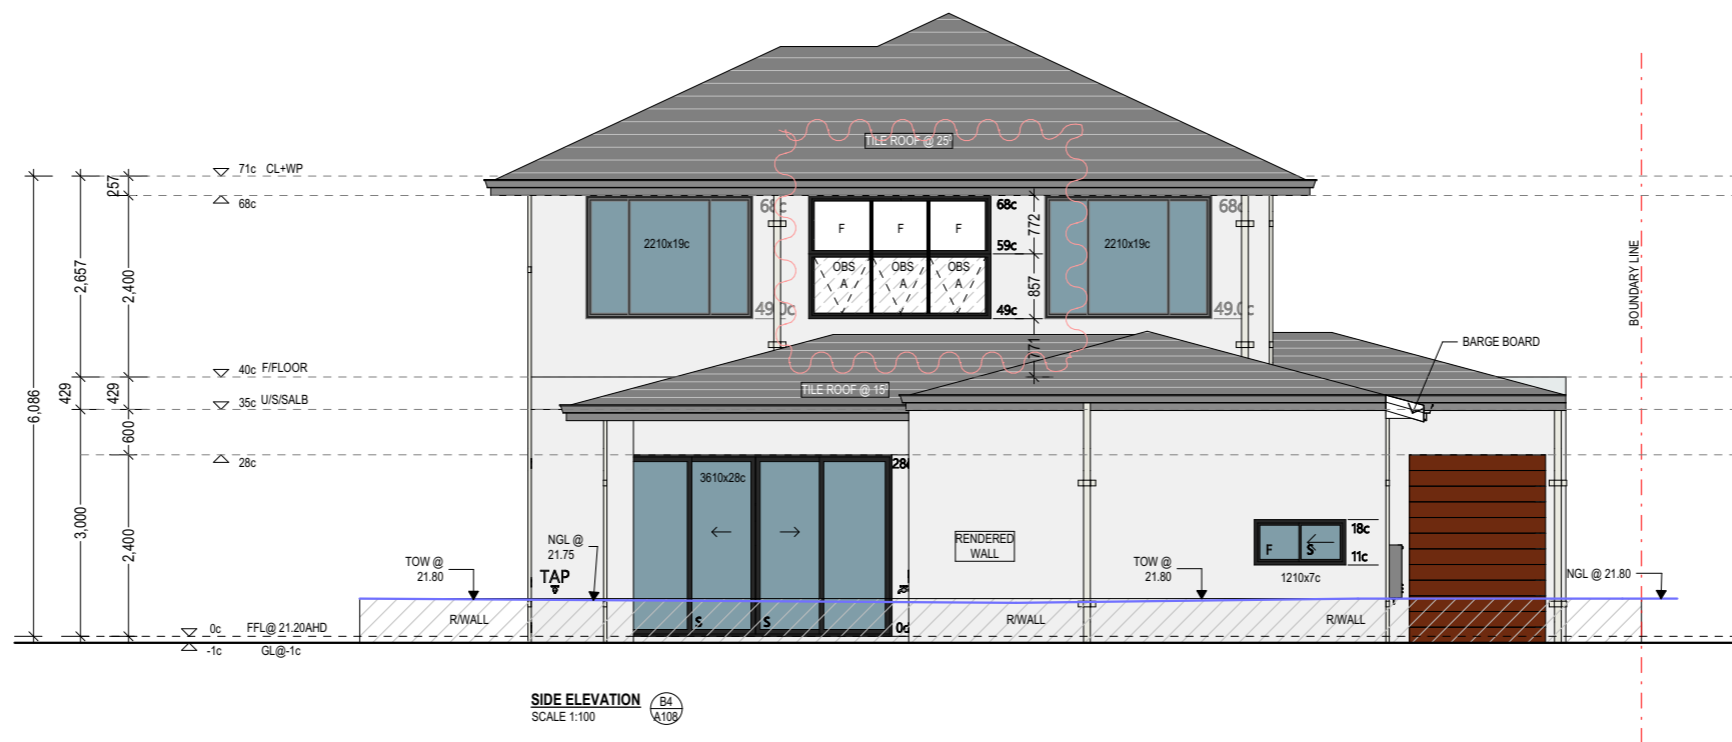 TILE ROOF @ 25°
71c CL+WP
257
68c
68c
68c
68c
F
F
F
772
2210x19c
2210x19c
59c
OBS
A
OBS
A
OBS
A
BOUNDARY LINE
2,657
2,400
857
49.0c
49c
49.0c
771
BARGE BOARD
40c F/FLOOR
429
429
TILE ROOF @ 15°
35c U/S/SALB
6,086
600
28c
28c
3610x28c
3,000
2,400
18c
RENDERED
WALL
NGL @
21.75
F
S
11c
TOW @
21.80
TOW @
21.80
TAP
1210x7c
NGL @ 21.80
R/WALL
S
S
R/WALL
R/WALL
0c
0c FFL@ 21.20AHD
-1c GL@-1c
SIDE ELEVATION
SCALE 1:100
B4
A108